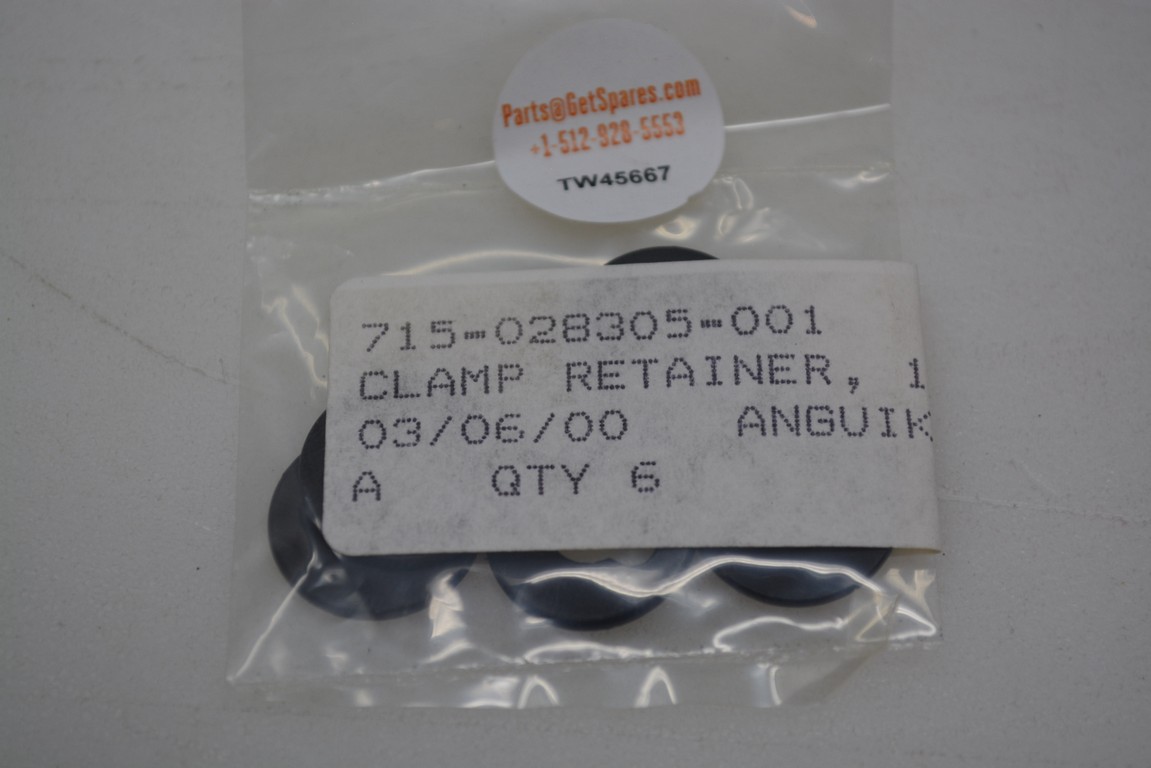 Parts@GetSpares.com
+1-512-928-5553
TW45667
715-028305-001
CLAMP RETAINER, 1
03/06/00 ANGUIK
A QTY 6